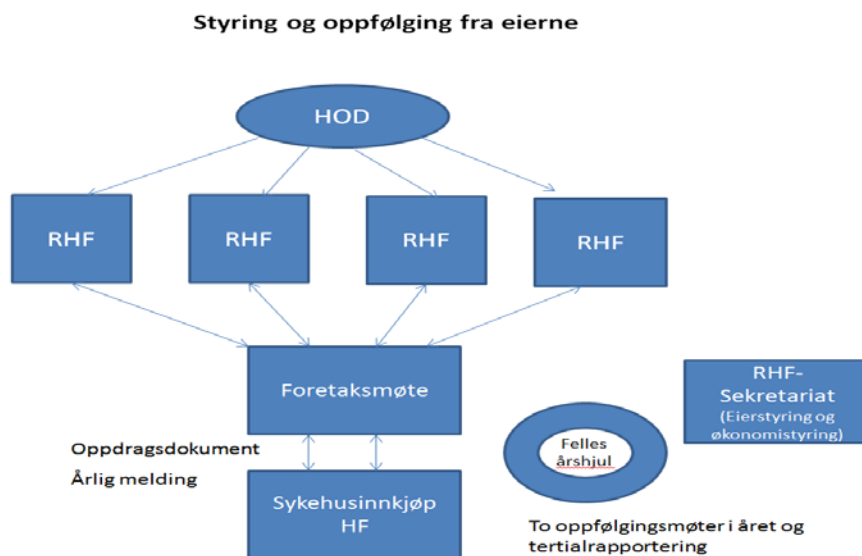 Styring og oppfølging fra eierne
HOD
RHF
RHF
RHF
RHF
Foretaksmøte
RHF-
Sekretariat
(Eierstyring og
økonomistyring)
Oppdragsdokument
Årlig melding
Felles
årshjul
Sykehusinnkjøp
HF
To oppfølgingsmøter i året og
tertialrapportering